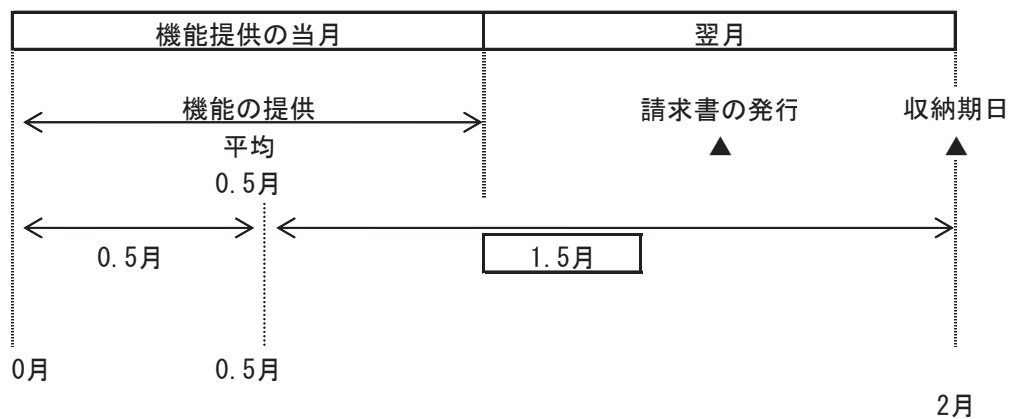 機能提供の当月 翌月
機能の提供 請求書の発行 収納期日
平均 ▲ ▲
0.5月
0.5月 1.5月
0月 0.5月
2月